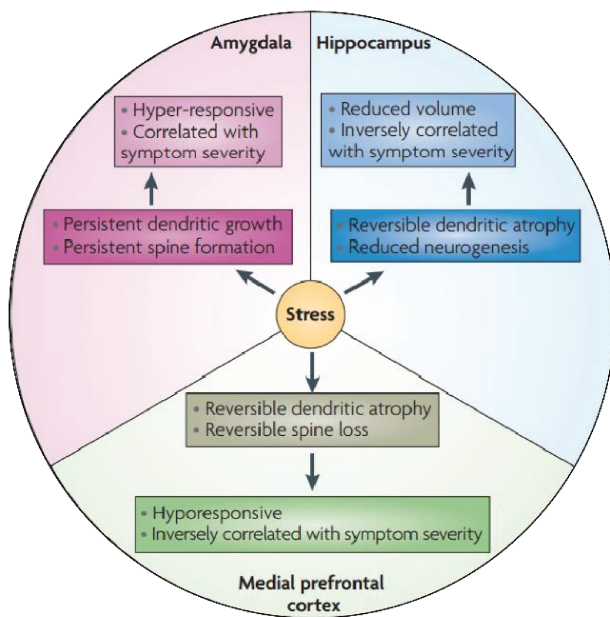 Amygdala
• Hyper-responsive
• Correlated with
symptom severity
• Persistent dendritic growth
• Persistent spine formation
Hippocampus
• Reduced volume
• Inversely correlated
with symptom severity
• Reversible dendritic atrophy
• Reduced neurogenesis
Stress
• Reversible dendritic atrophy
• Reversible spine loss
• Hyporesponsive
• Inversely correlated with symptom severity
Medial prefrontal
cortex